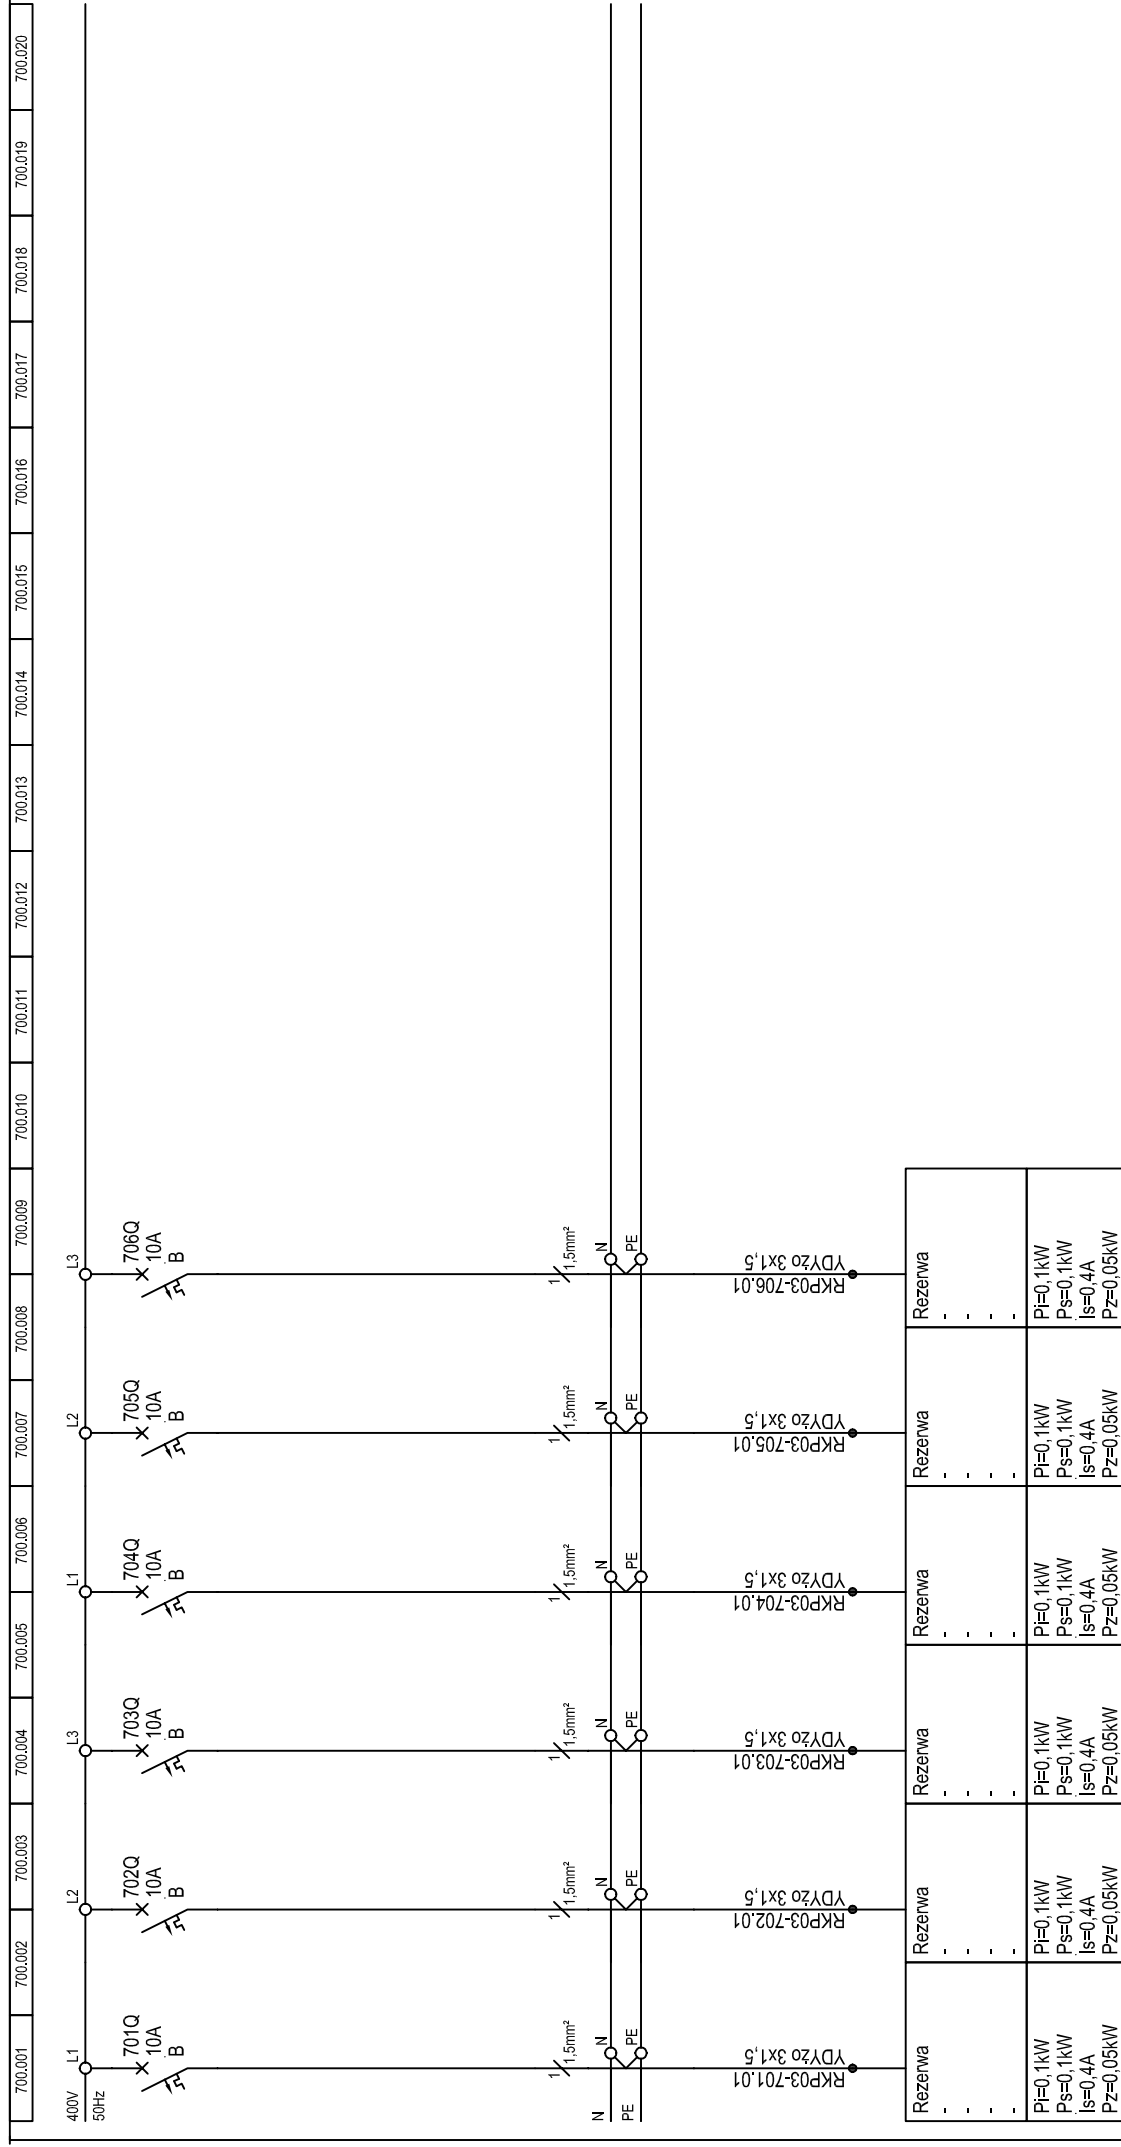 700.001
700.002
700.003
700.004
700.005
700.006
700.007
700.008
700.009
700.010
700.011
700.012
700.013
700.014
700.015
700.016
700.017
700.018
700.019
700.020
400V
50Hz
L1
L2
L3
L1
L2
L3
701Q
10A
B
702Q
10A
B
703Q
10A
B
704Q
10A
B
705Q
10A
B
706Q
10A
B
1
1,5mm²
1
1,5mm²
1
1,5mm²
1
1,5mm²
1
1,5mm²
1
1,5mm²
N
PE
N
PE
N
PE
N
PE
N
PE
N
PE
N
PE
RKP03-701.01
YDYżo 3x1,5
RKP03-702.01
YDYżo 3x1,5
RKP03-703.01
YDYżo 3x1,5
RKP03-704.01
YDYżo 3x1,5
RKP03-705.01
YDYżo 3x1,5
RKP03-706.01
YDYżo 3x1,5
Rezerwa
-
-
-
-
Pi=0,1kW
Ps=0,1kW
Is=0,4A
Pz=0,05kW
Rezerwa
-
-
-
-
Pi=0,1kW
Ps=0,1kW
Is=0,4A
Pz=0,05kW
Rezerwa
-
-
-
-
Pi=0,1kW
Ps=0,1kW
Is=0,4A
Pz=0,05kW
Rezerwa
-
-
-
-
Pi=0,1kW
Ps=0,1kW
Is=0,4A
Pz=0,05kW
Rezerwa
-
-
-
-
Pi=0,1kW
Ps=0,1kW
Is=0,4A
Pz=0,05kW
Rezerwa
-
-
-
-
Pi=0,1kW
Ps=0,1kW
Is=0,4A
Pz=0,05kW